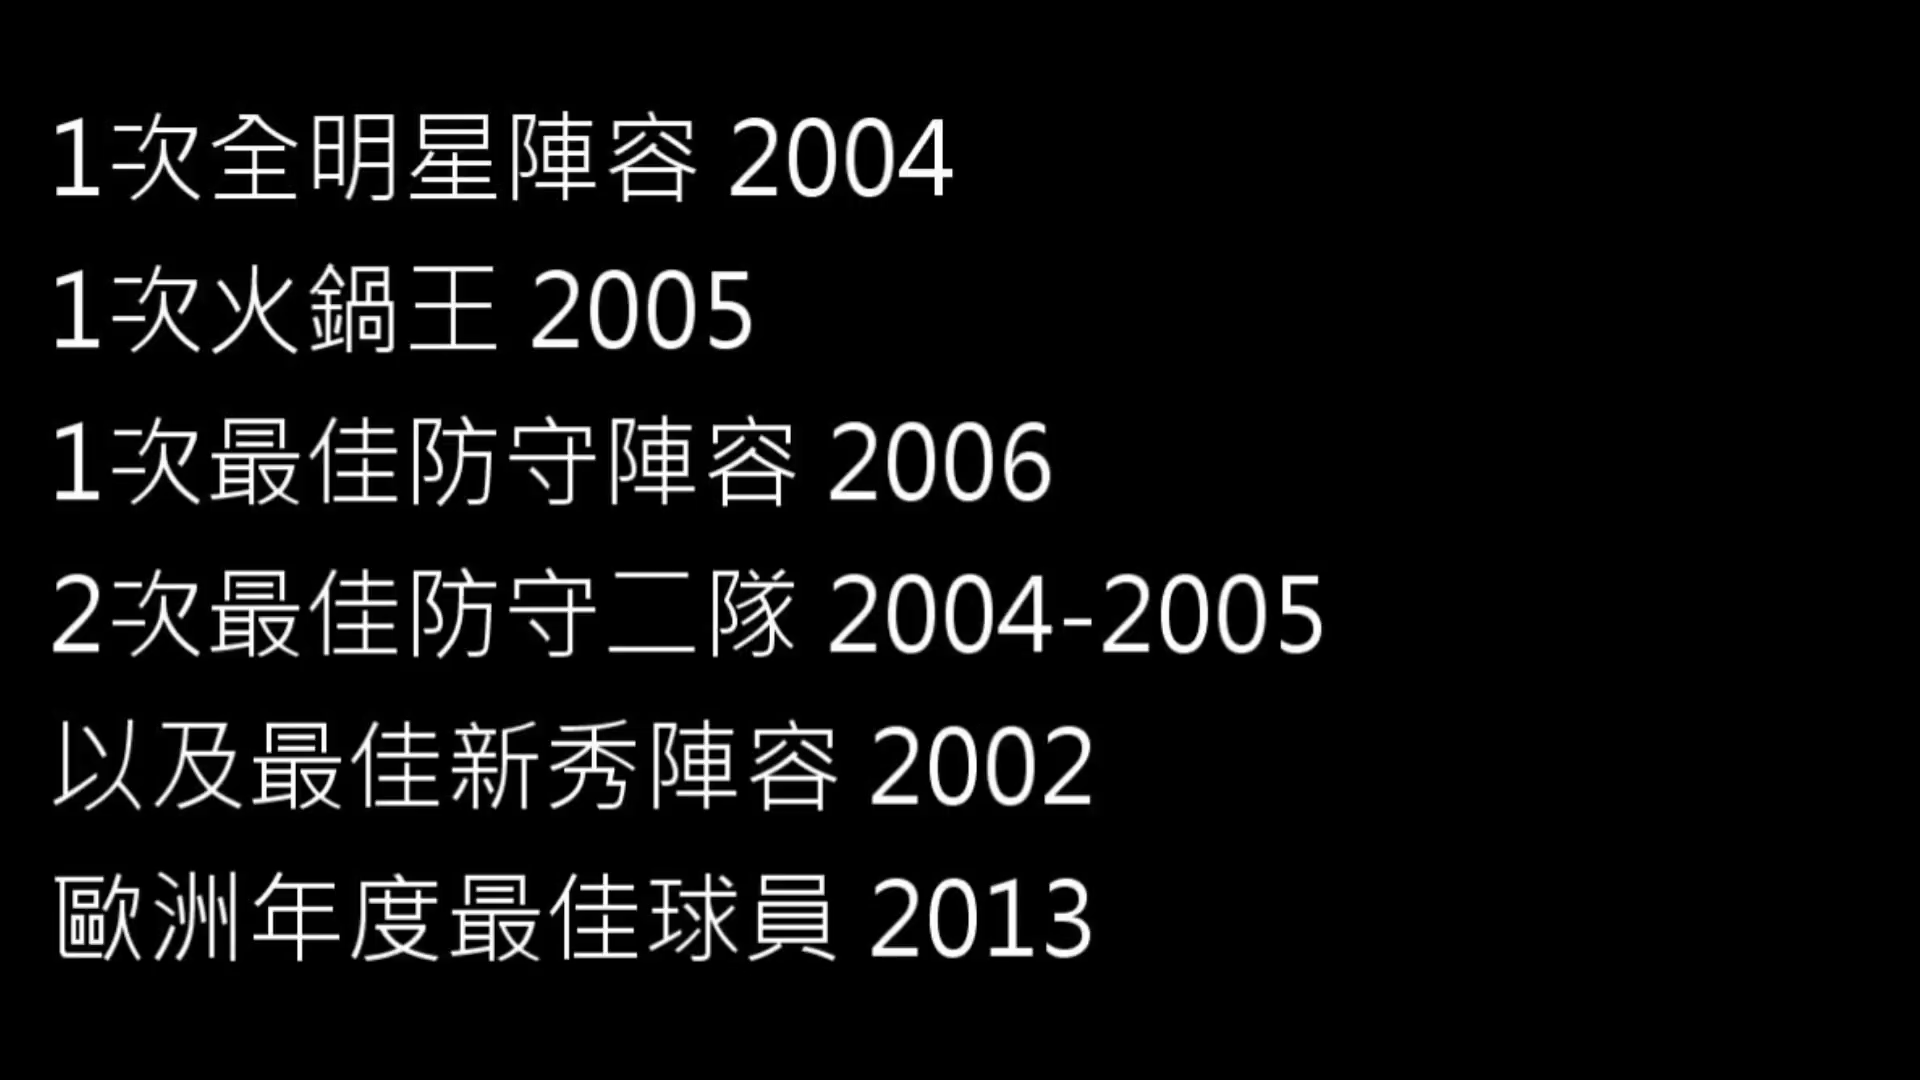 1次全明星陣容 2004
1次火鍋王 2005
1次最佳防守陣容 2006
2次最佳防守二隊 2004-2005
以及最佳新秀陣容 2002
歐洲年度最佳球員 2013